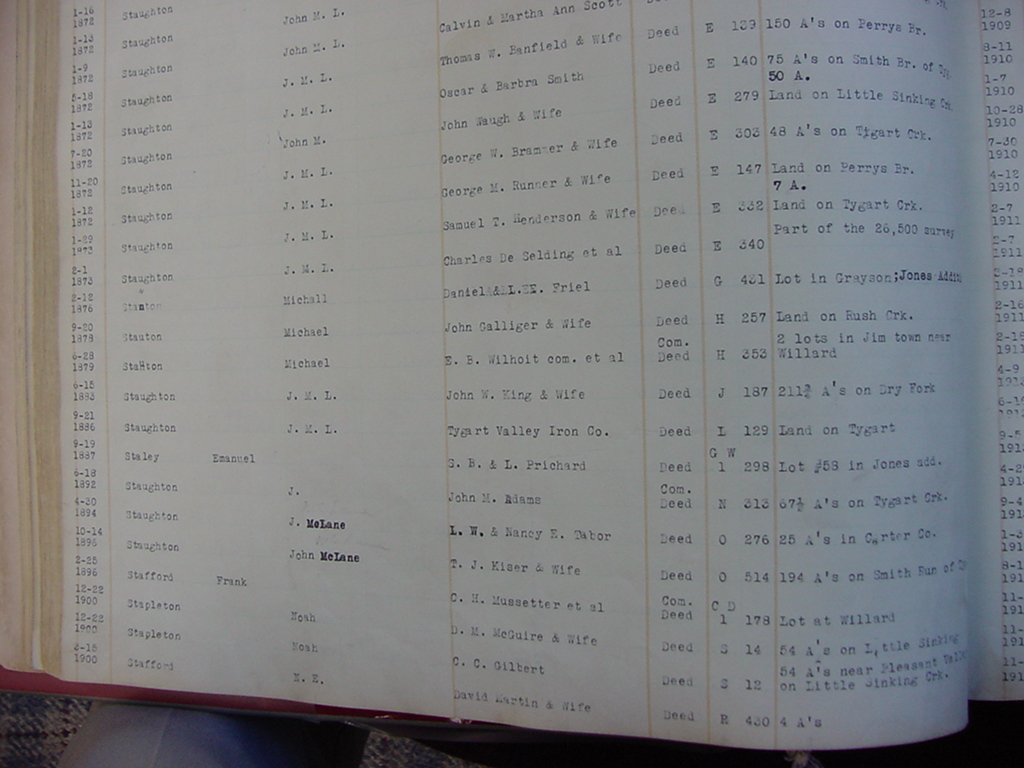 1-16 1872 Staughton John M. L.
1-13 1872 Staughton John M. L. Calvin & Martha Ann Scott
1-9 1872 Staughton J. M. L. Thomas W. Banfield & Wife Deed E 139 150 A's on Perrys Br.
8-18 1872 Staughton J. M. L. Oscar & Barbra Smith Deed E 140 75 A's on Smith Br. of
50 A.
1-13 1872 Staughton John M. John Waugh & Wife Deed E 279 Land on Little Sinking Crk
7-20 1872 Staughton J. M. L. George W. Brammer & Wife Deed E 303 48 A's on Tygart Crk.
11-20 1872 Staughton J. M. L. George M. Runner & Wife Deed E 147 Land on Perrys Br.
7 A.
1-12 1872 Staughton J. M. L. Samuel T. Henderson & Wife Deed E 332 Land on Tygart Crk.
Part of the 26,500 survey
1-29 1873 Staughton J. M. L. Charles De Selding et al Deed E 340
2-1 1873 Staughton Michall Daniel & L.E. Friel Deed G 431 Lot in Grayson;Jones Additi
2-12 1876 Stanton Michael John Galliger & Wife Deed H 257 Land on Rush Crk.
9-20 1878 Stauton Michael E. B. Wilhoit com. et al Com. Deed H 353 2 lots in Jim town near
Willard
6-28 1879 Stanton J. M. L. John W. King & Wife Deed J 187 211¾ A's on Dry Fork
6-15 1883 Staughton J. M. L. Tygart Valley Iron Co. Deed L 129 Land on Tygart
9-21 1886 Staughton
9-19 1887 Staley Emanuel S. B. & L. Prichard Deed G W 1 298 Lot #58 in Jones add.
6-18 1892 Staughton J. John M. Adams Com. Deed N 313 67½ A's on Tygart Crk.
4-30 1894 Staughton J. McLane L. W. & Nancy E. Tabor Deed O 276 25 A's in Carter Co.
10-14 1895 Staughton John McLane T. J. Kiser & Wife Deed O 514 194 A's on Smith Run of
2-25 1896 Stafford Frank C. H. Mussetter et al Com. Deed C D 1 178 Lot at Willard
12-22 1900 Stapleton Noah D. M. McGuire & Wife Deed S 14 54 A's on Little Sinking
12-22 1900 Stapleton Noah C. C. Gilbert Deed S 12 54 A's near Pleasant
on Little Sinking Crk.
2-15 1900 Stafford N. E. David Martin & Wife Deed R 430 4 A's
12-8
1909
8-11
1910
1-7
1910
10-28
1910
7-30
1910
4-12
1910
2-7
1911